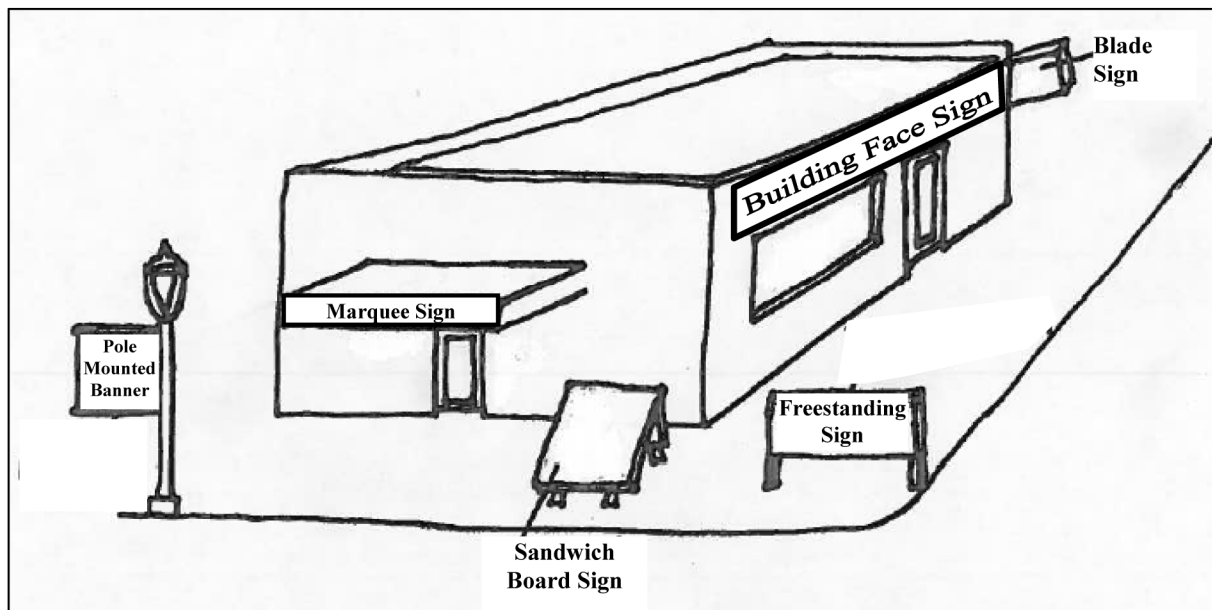 Blade
Sign
Building Face Sign
Marquee Sign
Pole
Mounted
Banner
Freestanding
Sign
Sandwich
Board Sign